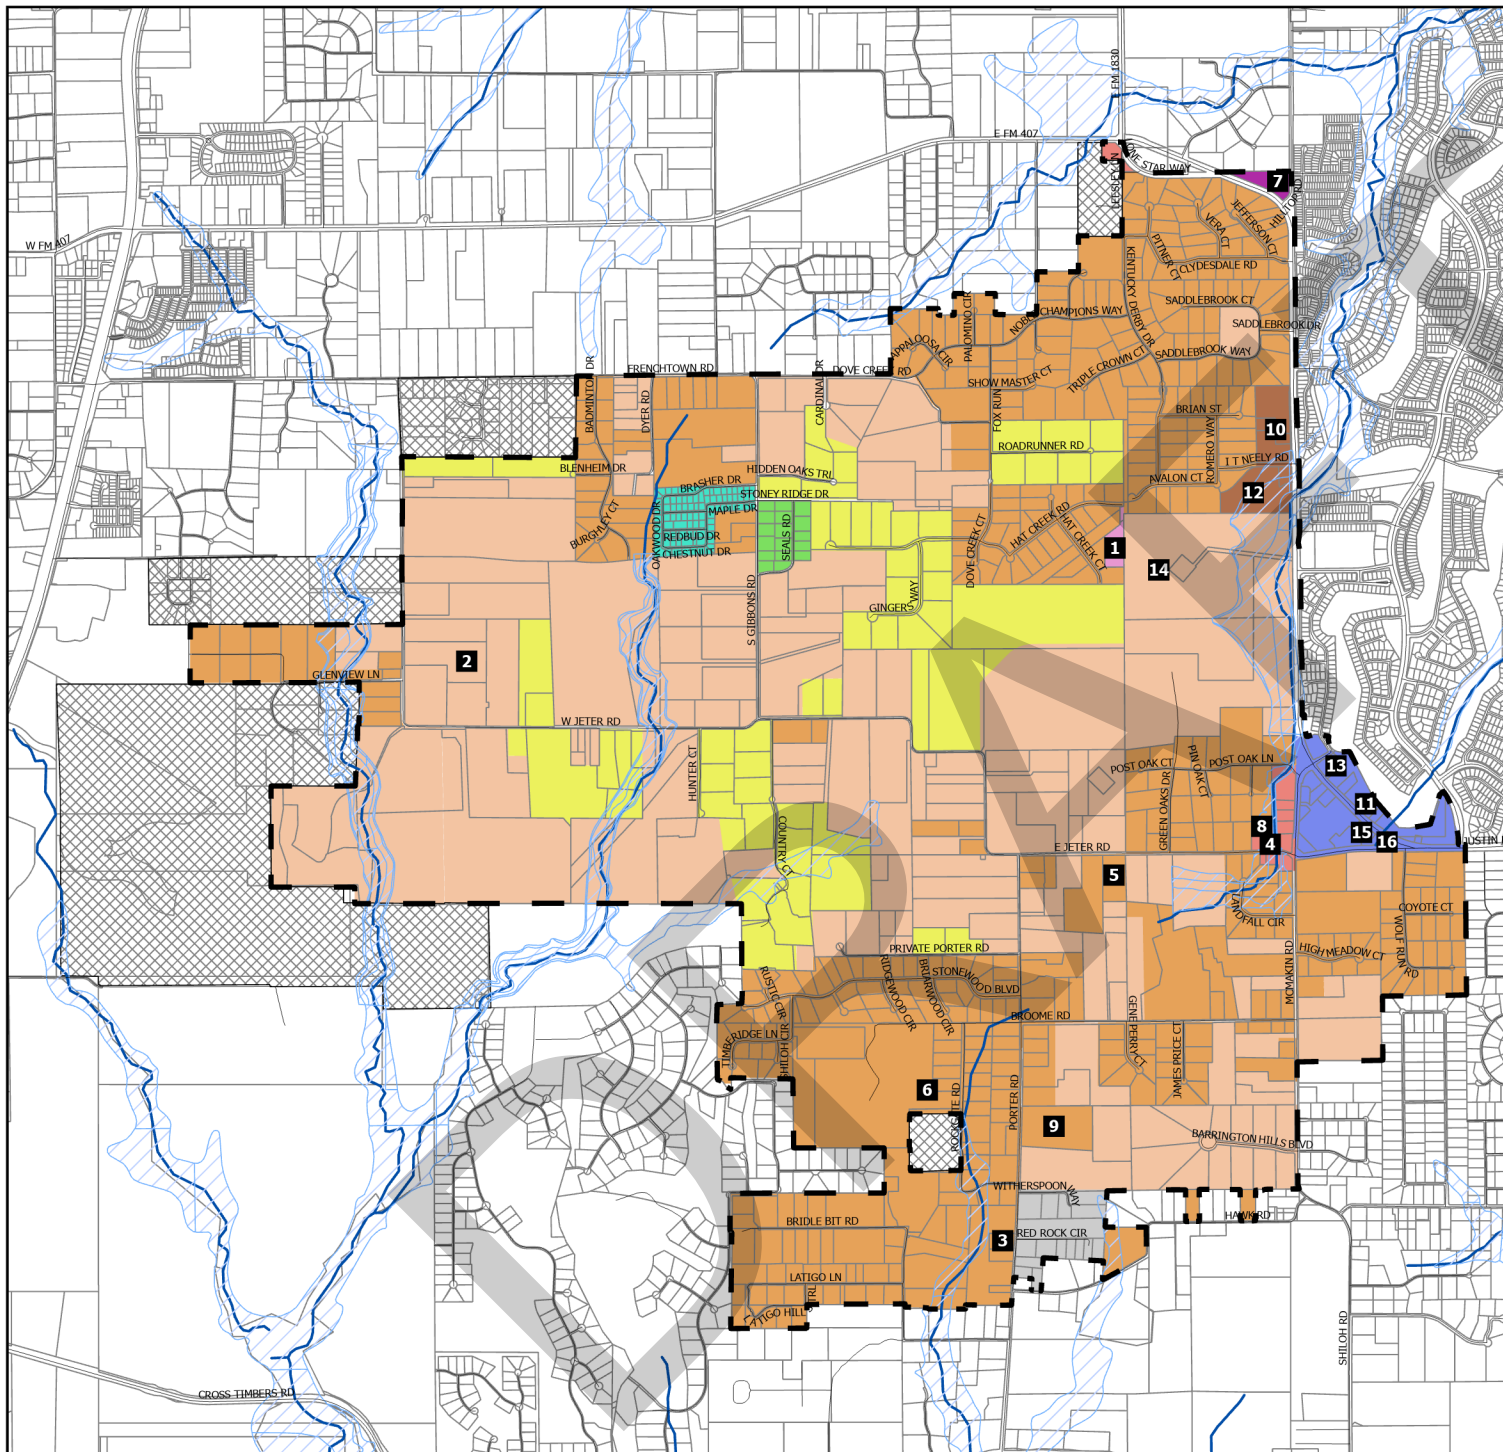 E FM 1830
E FM 407
LONE STAR WAY
LEESLEY LN
7
HILLTOP RD
JEFFERSON CT
VERA CT
PITNER CT
CLYDESDALE RD
W FM 407
KENTUCKY DERBY DR
SADDLEBROOK CT
SADDLEBROOK DR
SADDLEBROOK WAY
CHAMPIONS WAY
PALOMINO CIR
APPALOOSA CIR
TRIPLE CROWN CT
SHOW MASTER CT
FRENCHTOWN RD
DOVE CREEK RD
CARDINAL DR
BADMINTON DR
DYER RD
FOX RUN
BRIAN ST
ROMERO WAY
10
ROADRUNNER RD
I T NEELY RD
BLENHEIM DR
HIDDEN OAKS TRL
AVALON CT
12
BRASHER DR
STONEY RIDGE DR
MAPLE DR
OAKWOOD DR
REDBUD DR
CHESTNUT DR
SEALS RD
BURGHLEY CT
HAT CREEK RD
HAT CREEK CT
DOVE CREEK CT
1
14
S GIBBONS RD
GINGERS WAY
2
GLENVIEW LN
W JETER RD
HUNTER CT
POST OAK CT
PIN OAK CT
POST OAK LN
GREEN OAKS DR
13
11
COUNTRY CT
8
15
4
16
E JETER RD
JUSTIN
5
LANDFALL CIR
COYOTE CT
WOLF RUN RD
HIGH MEADOW CT
MCMAKIN RD
PRIVATE PORTER RD
STONEWOOD BLVD
BRIARWOOD CIR
RIDGEWOOD CIR
RUSTIC CIR
BROOME RD
GENE PERRY CT
JAMES PRICE CT
TIMBERIDGE LN
SHILOH CIR
6
PORTER RD
9
BARRINGTON HILLS BLVD
WITHERSPOON WAY
HAWK RD
BRIDLE BIT RD
3
RED ROCK CIR
LATIGO LN
LATIGO HILLS TRL
SHILOH RD
CROSS TIMBERS RD
DRAFT